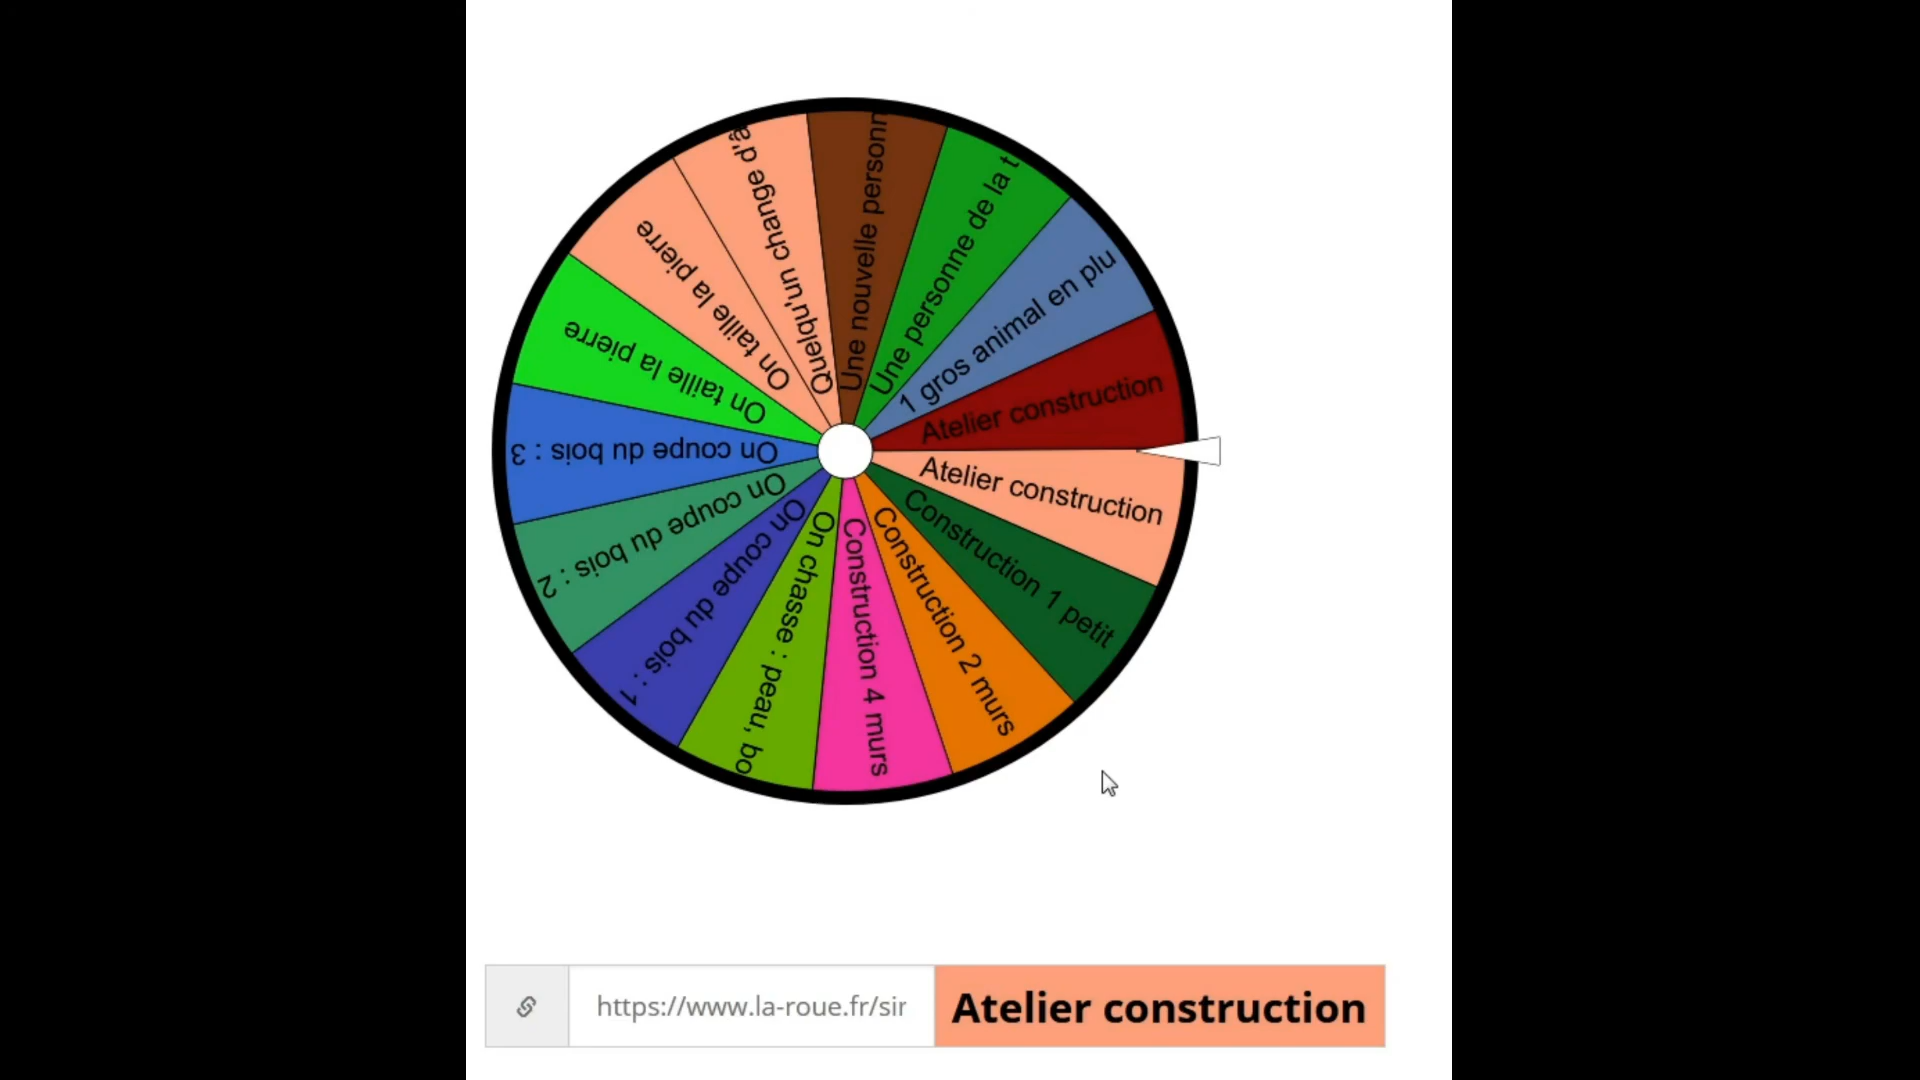 Une nouvelle personn
Une personne de la t
1 gros animal en plu
Atelier construction
Atelier construction
Construction 1 petit
Construction 2 murs
Construction 4 murs
On chasse : peau, bo
On coupe du bois : 1
On coupe du bois : 2
On coupe du bois : 3
On taille la pierre
On taille la pierre
Quelqu'un change d'â
https://www.la-roue.fr/sir
Atelier construction